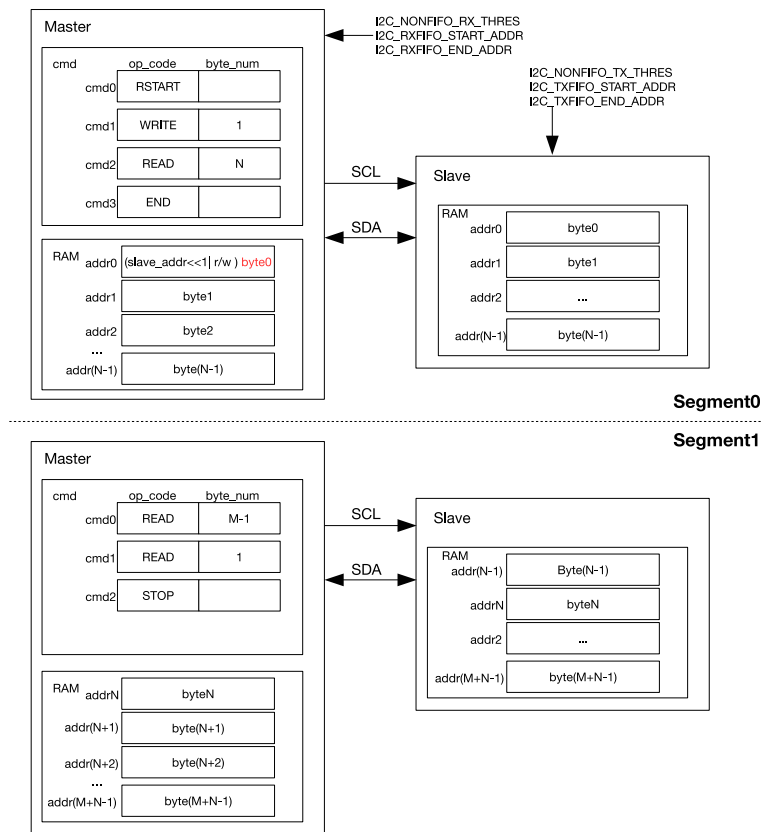 Master
I2C_NONFIFO_RX_THRES
I2C_RXFIFO_START_ADDR
I2C_RXFIFO_END_ADDR
I2C_NONFIFO_TX_THRES
I2C_TXFIFO_START_ADDR
I2C_TXFIFO_END_ADDR
cmd op_code byte_num
cmd0 RSTART
cmd1 WRITE 1
cmd2 READ N
cmd3 END
SCL
SDA
RAM
addr0 (slave_addr<<1| r/w ) byte0
addr1 byte1
addr2 byte2
...
addr(N-1) byte(N-1)
Slave
RAM
addr0 byte0
addr1 byte1
addr2 ...
addr(N-1) byte(N-1)
Segment0
Segment1
Master
cmd op_code byte_num
cmd0 READ M-1
cmd1 READ 1
cmd2 STOP
SCL
SDA
RAM
addrN byteN
addr(N+1) byte(N+1)
addr(N+2) byte(N+2)
...
addr(M+N-1) byte(M+N-1)
Slave
RAM
addr(N-1) Byte(N-1)
addrN byteN
addr2 ...
addr(M+N-1) byte(M+N-1)